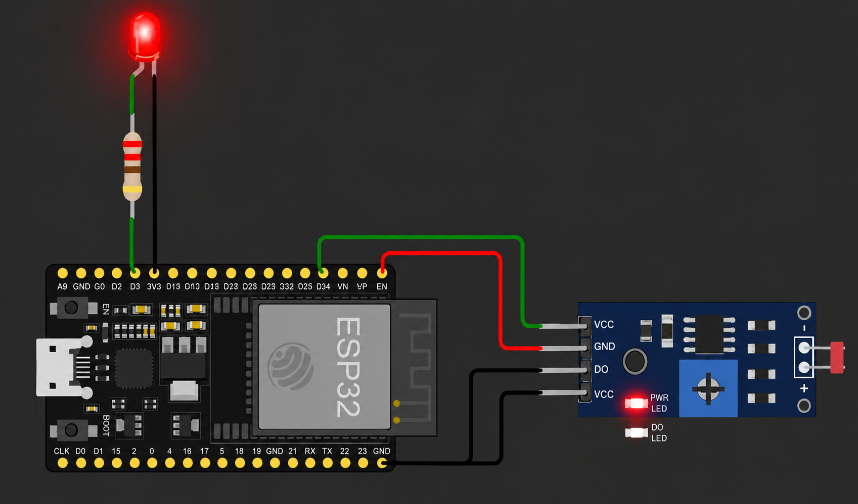 A9 GND G0 D2 D3 3V3 D13 D13 D23 D23 D23 332 D25 D34 VN VP EN
EN
ESP32
BOOT
CLK D0 D1 15 2 0 4 16 17 5 18 19 GND 21 RX TX 22 23 GND
VCC
GND
DO
VCC
PWR
LED
DO
LED
-
+